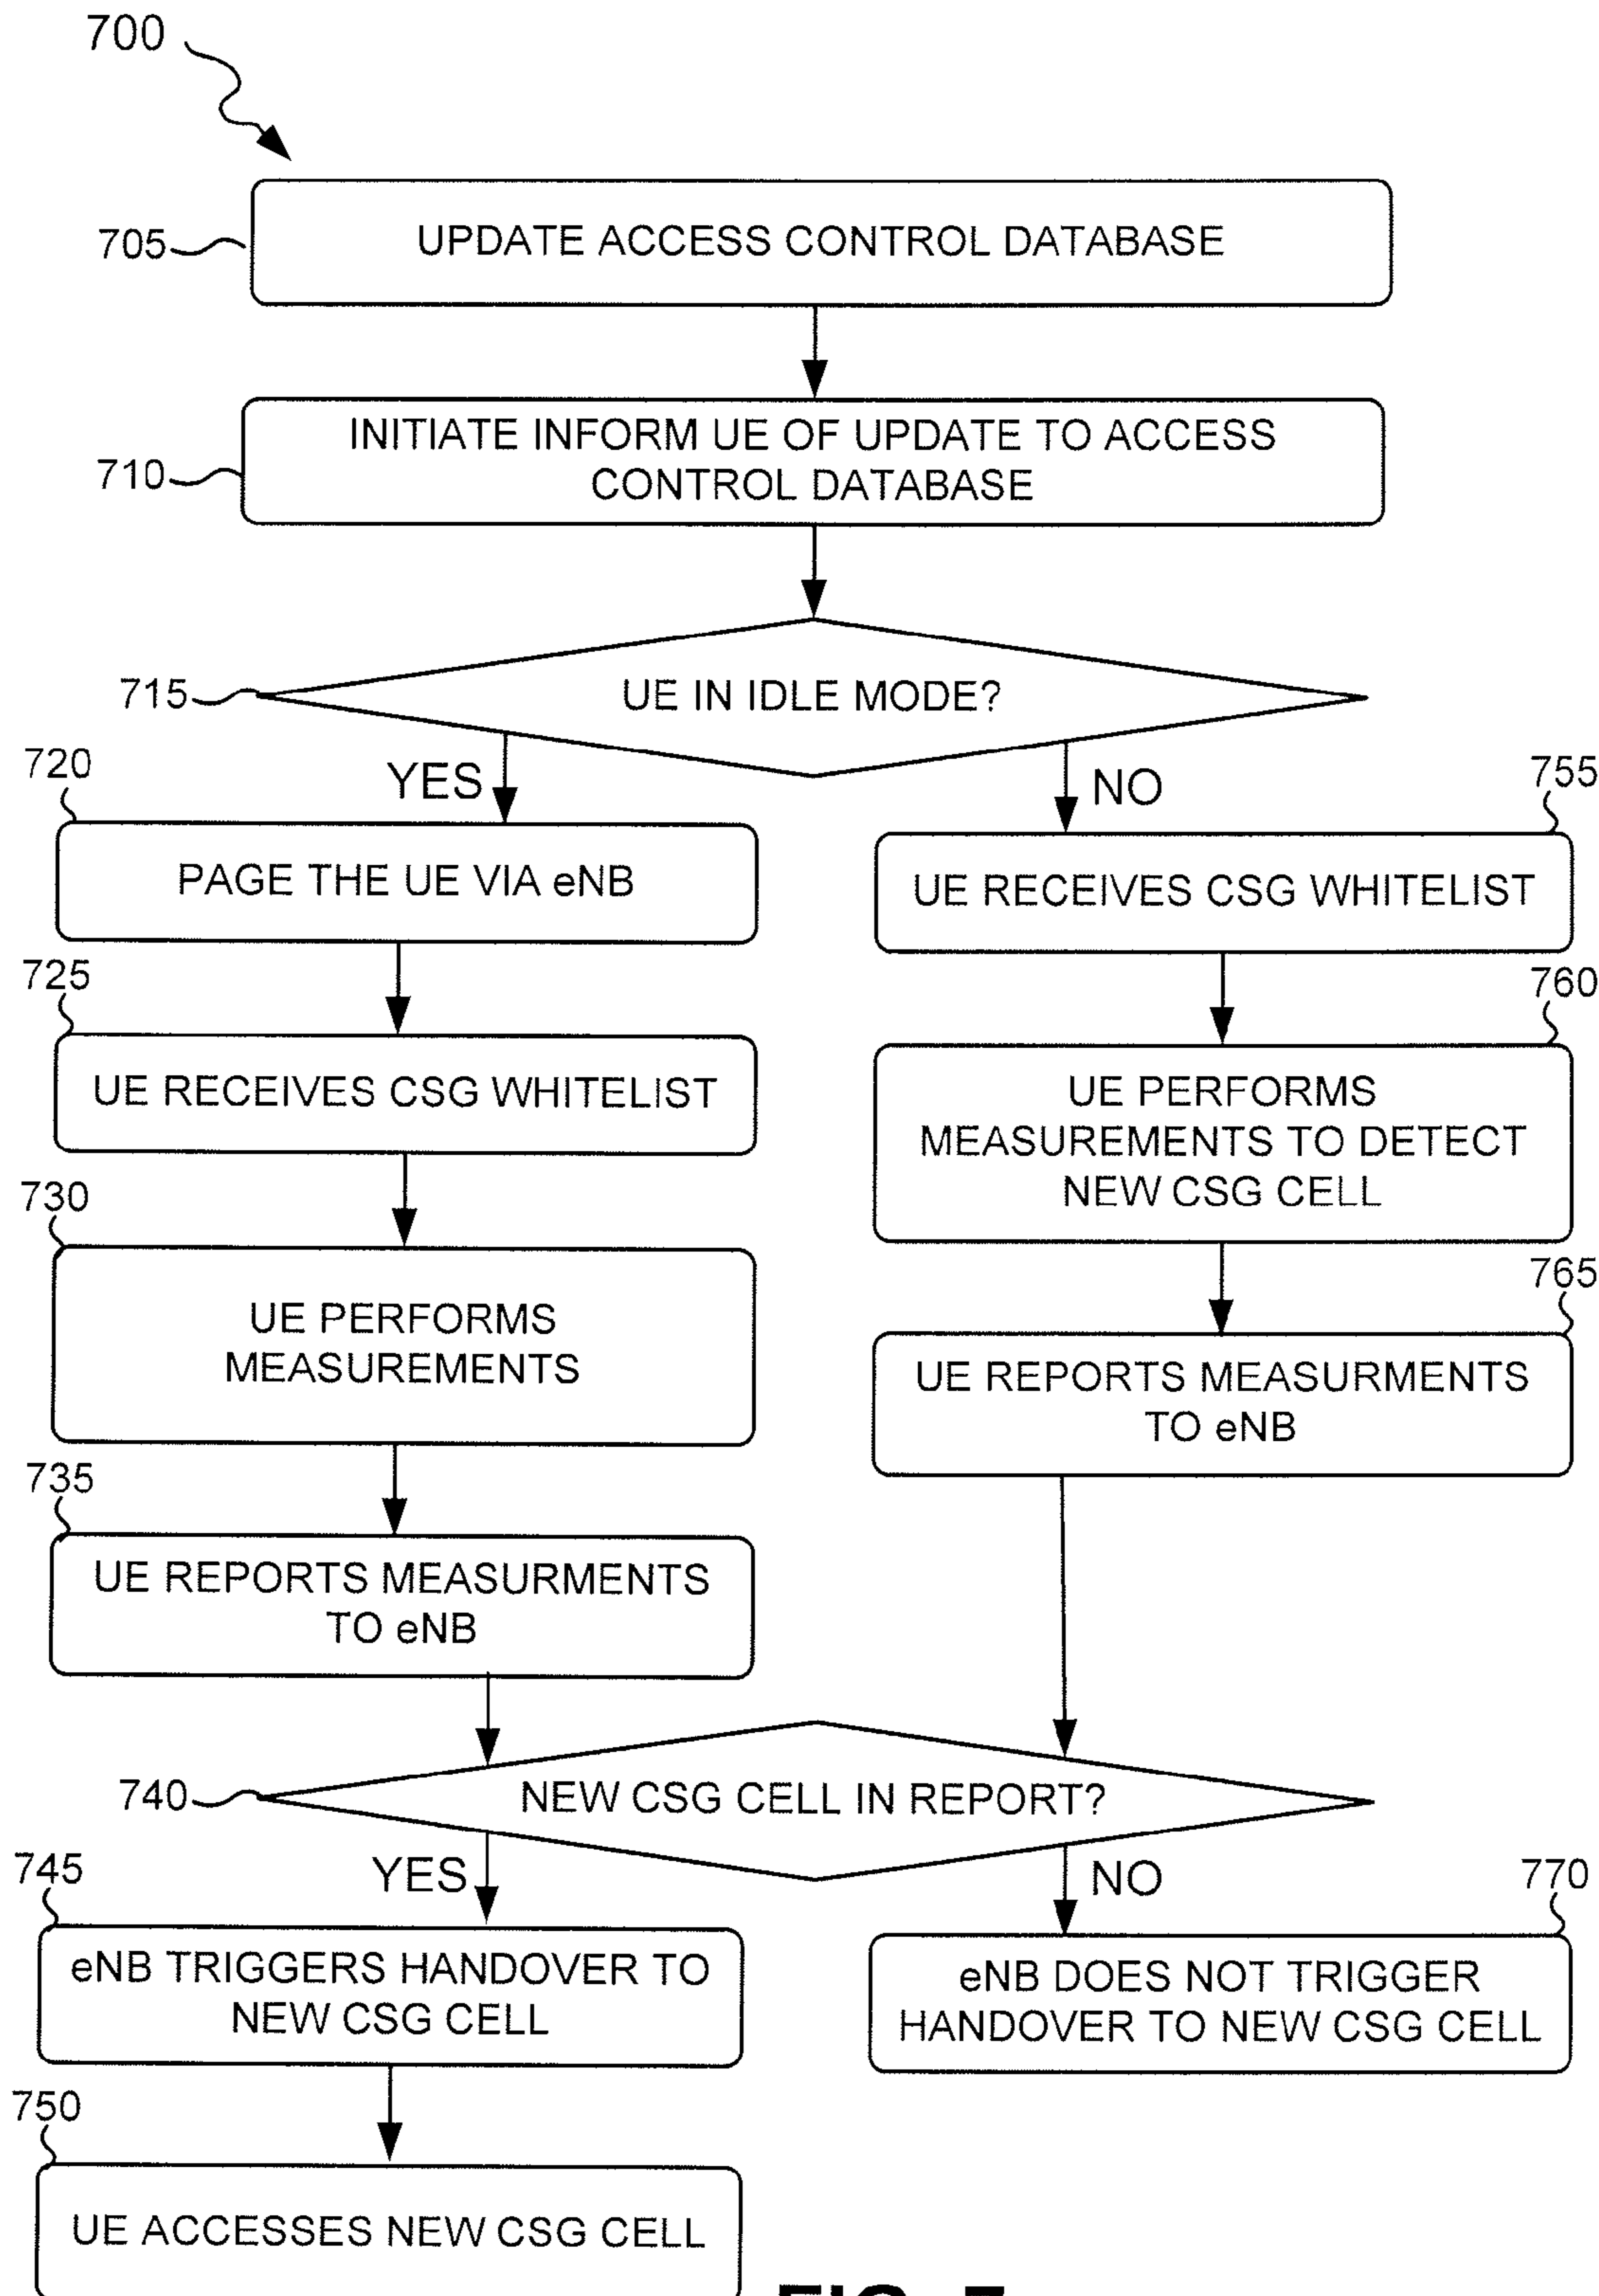 700
705
UPDATE ACCESS CONTROL DATABASE
710
INITIATE INFORM UE OF UPDATE TO ACCESS
CONTROL DATABASE
715
UE IN IDLE MODE?
YES
NO
720
PAGE THE UE VIA eNB
755
UE RECEIVES CSG WHITELIST
725
UE RECEIVES CSG WHITELIST
760
UE PERFORMS
MEASUREMENTS TO DETECT
NEW CSG CELL
730
UE PERFORMS
MEASUREMENTS
765
UE REPORTS MEASURMENTS
TO eNB
735
UE REPORTS MEASURMENTS
TO eNB
740
NEW CSG CELL IN REPORT?
YES
NO
745
eNB TRIGGERS HANDOVER TO
NEW CSG CELL
770
eNB DOES NOT TRIGGER
HANDOVER TO NEW CSG CELL
750
UE ACCESSES NEW CSG CELL